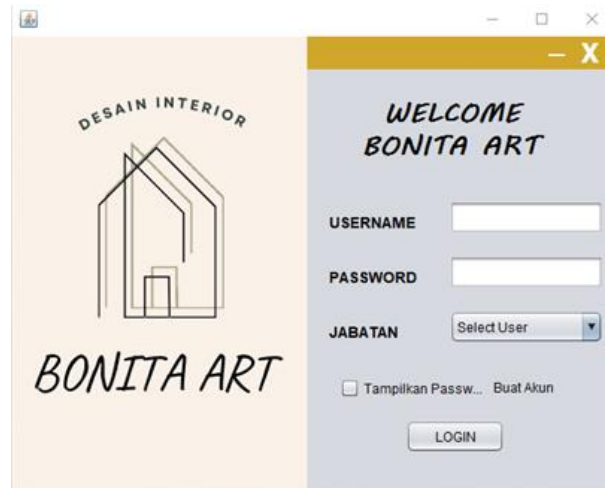 DESAIN INTERIOR
BONITA ART
– X
WELCOME
BONITA ART
USERNAME
PASSWORD
JABATAN
Select User
Tampilkan Passw... Buat Akun
LOGIN